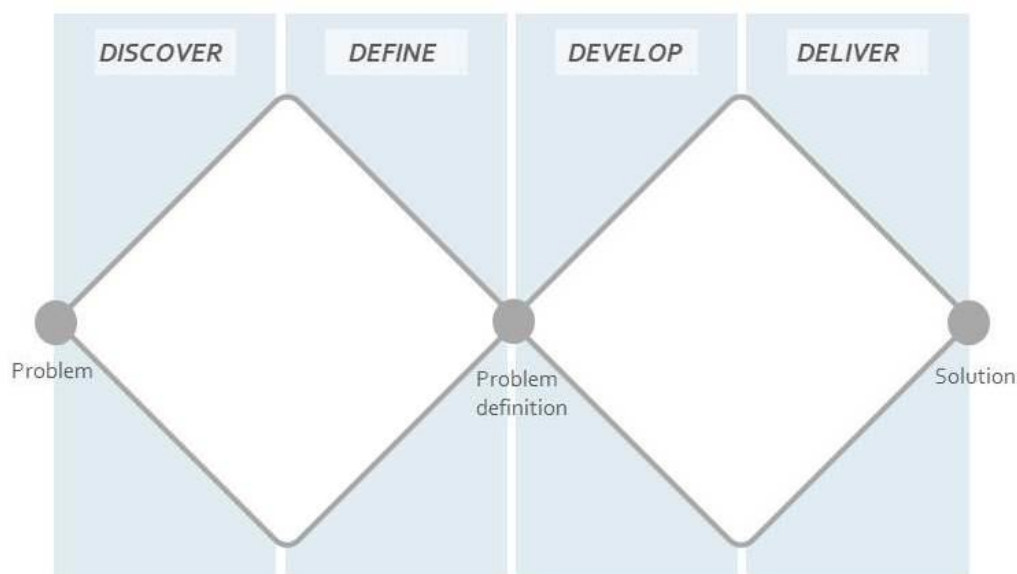 DISCOVER
DEFINE
DEVELOP
DELIVER
Problem
Problem
definition
Solution